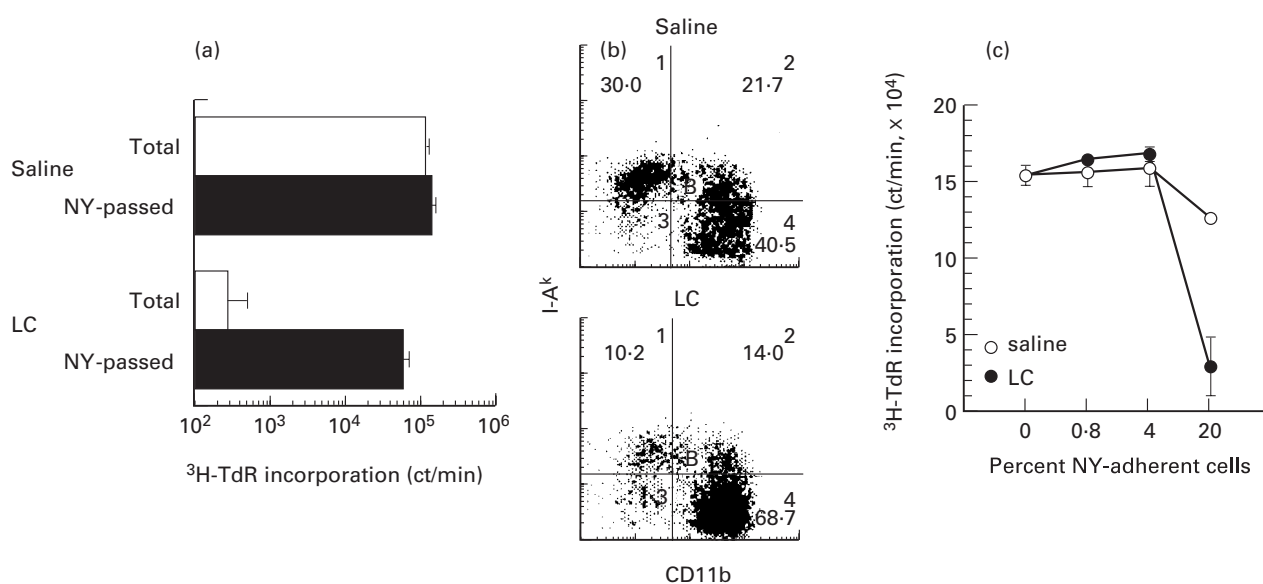 (a)
Saline
Total
NY-passed
LC
Total
NY-passed
10² 10³ 10⁴ 10⁵ 10⁶
³H-TdR incorporation (ct/min)
(b)
Saline
1 2
30·0 21·7
B
3 4
40·5
LC
1 2
10·2 14·0
B
3 4
68·7
I-Aᵏ
CD11b
(c)
³H-TdR incorporation (ct/min, x 10⁴)
20
15
10
5
0
saline
LC
0 0·8 4 20
Percent NY-adherent cells